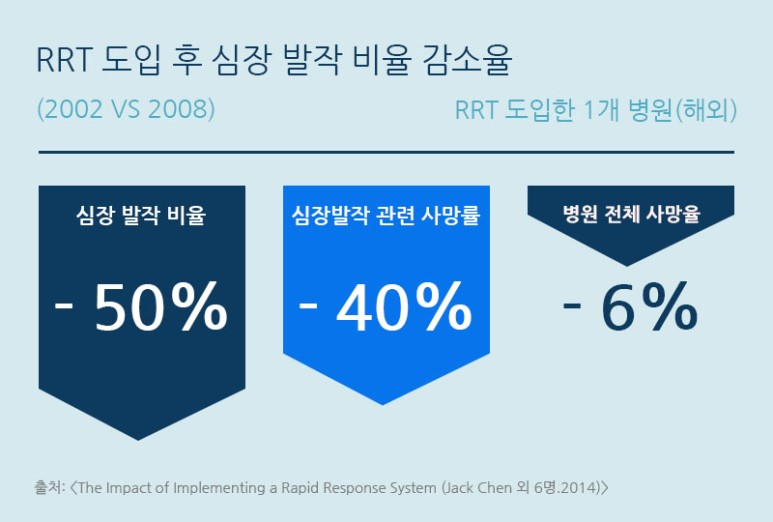 RRT 도입 후 심장 발작 비율 감소율
(2002 VS 2008)
RRT 도입한 1개 병원(해외)
심장 발작 비율
- 50%
심장발작 관련 사망률
- 40%
병원 전체 사망율
- 6%
출처: <The Impact of Implementing a Rapid Response System (Jack Chen 외 6명.2014)>